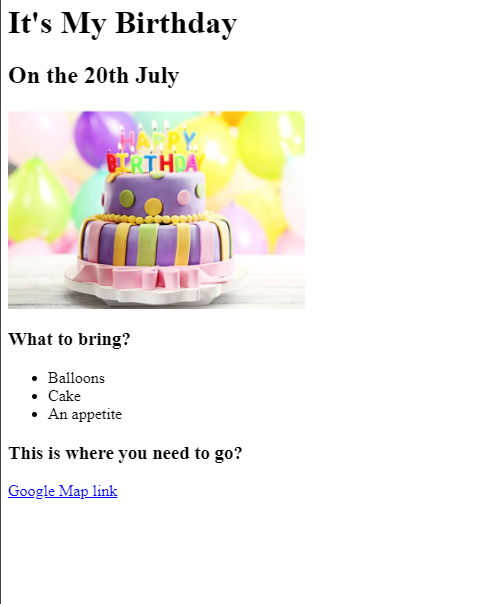 It's My Birthday
On the 20th July
HAPPY
BIRTHDAY
What to bring?
Balloons
Cake
An appetite
This is where you need to go?
Google Map link